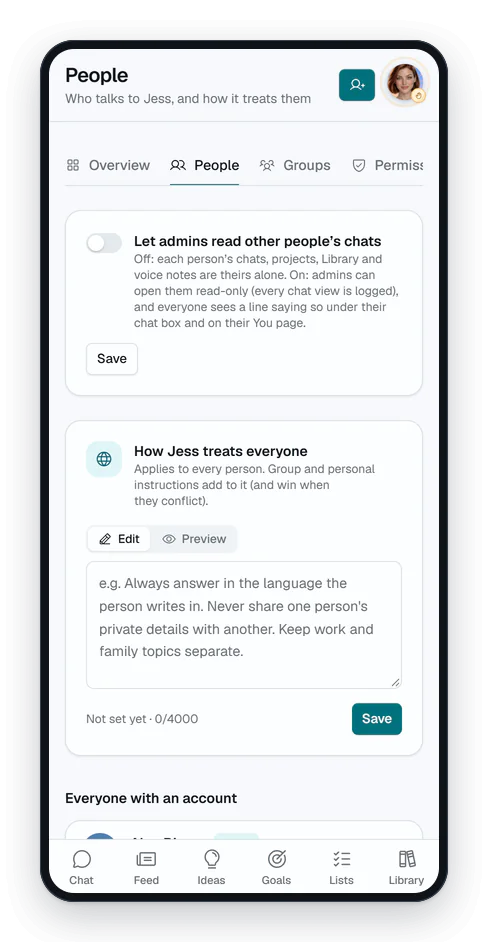 People
Who talks to Jess, and how it treats them
Overview
People
Groups
Permiss
Let admins read other people’s chats
Off: each person’s chats, projects, Library and
voice notes are theirs alone. On: admins can
open them read-only (every chat view is logged),
and everyone sees a line saying so under their
chat box and on their You page.
Save
How Jess treats everyone
Applies to every person. Group and personal
instructions add to it (and win when
they conflict).
Edit
Preview
e.g. Always answer in the language the
person writes in. Never share one person's
private details with another. Keep work and
family topics separate.
Not set yet · 0/4000
Save
Everyone with an account
Chat
Feed
Ideas
Goals
Lists
Library